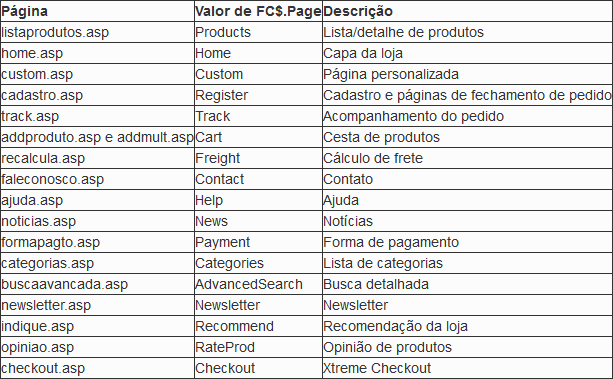 Página Valor de FC$.Page Descrição
listaprodutos.asp Products Lista/detalhe de produtos
home.asp Home Capa da loja
custom.asp Custom Página personalizada
cadastro.asp Register Cadastro e páginas de fechamento de pedido
track.asp Track Acompanhamento do pedido
addproduto.asp e addmult.asp Cart Cesta de produtos
recalcula.asp Freight Cálculo de frete
faleconosco.asp Contact Contato
ajuda.asp Help Ajuda
noticias.asp News Notícias
formapagto.asp Payment Forma de pagamento
categorias.asp Categories Lista de categorias
buscaavancada.asp AdvancedSearch Busca detalhada
newsletter.asp Newsletter Newsletter
indique.asp Recommend Recomendação da loja
opiniao.asp RateProd Opinião de produtos
checkout.asp Checkout Xtreme Checkout